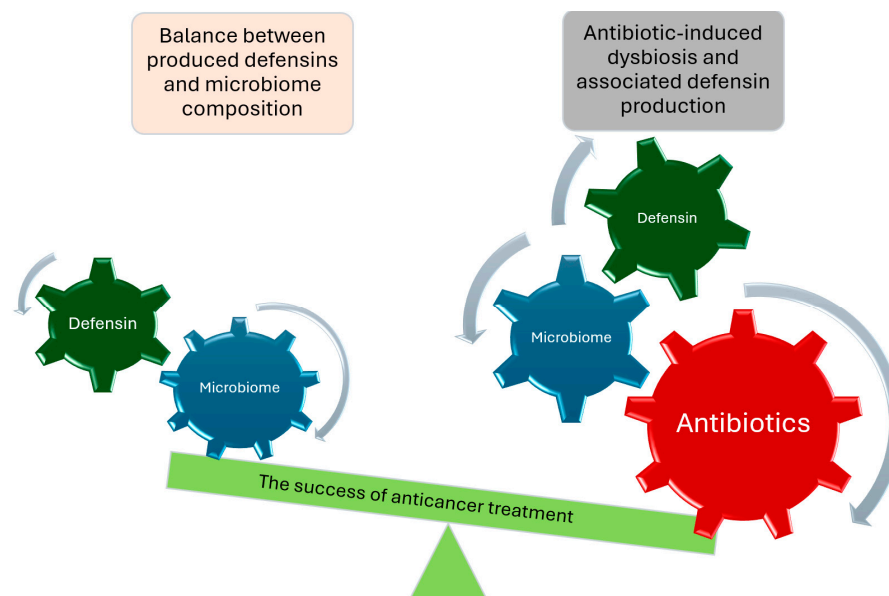 Balance between
produced defensins
and microbiome
composition
Antibiotic-induced
dysbiosis and
associated defensin
production
Defensin
Microbiome
Defensin
Microbiome
Antibiotics
The success of anticancer treatment